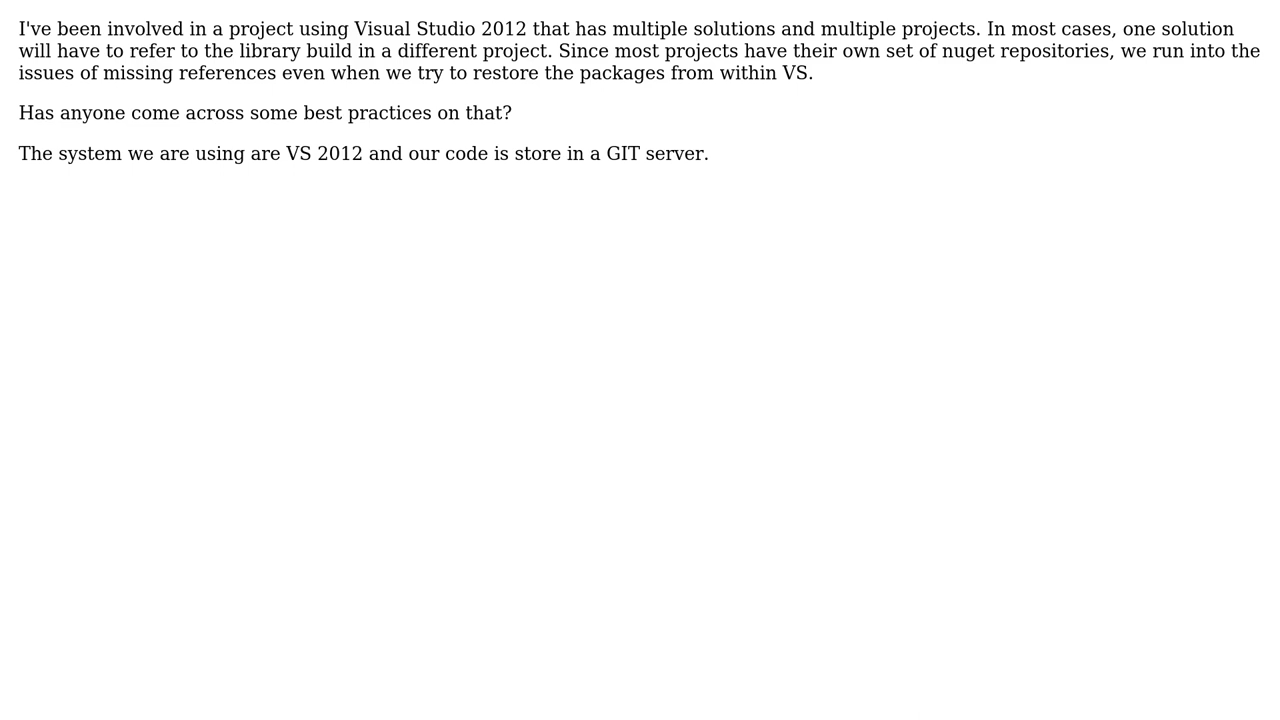 I've been involved in a project using Visual Studio 2012 that has multiple solutions and multiple projects. In most cases, one solution
will have to refer to the library build in a different project. Since most projects have their own set of nuget repositories, we run into the
issues of missing references even when we try to restore the packages from within VS.
Has anyone come across some best practices on that?
The system we are using are VS 2012 and our code is store in a GIT server.